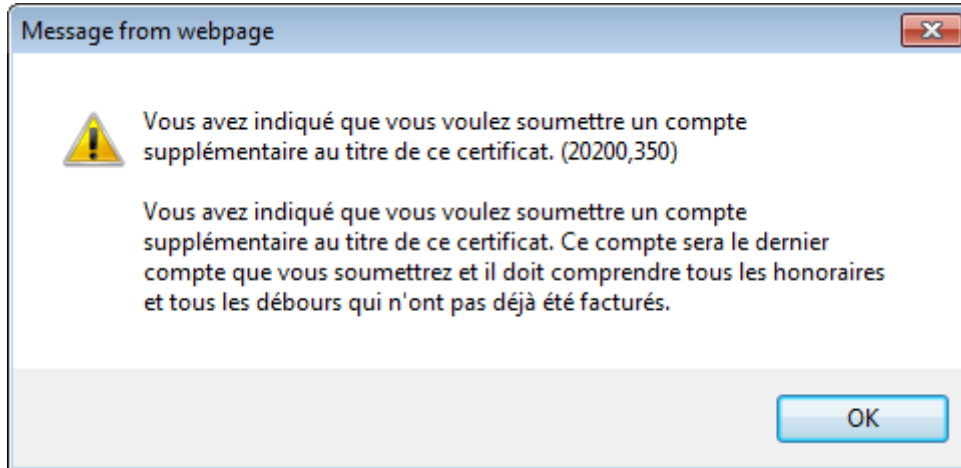 Message from webpage
Vous avez indiqué que vous voulez soumettre un compte
supplémentaire au titre de ce certificat. (20200,350)
Vous avez indiqué que vous voulez soumettre un compte
supplémentaire au titre de ce certificat. Ce compte sera le dernier
compte que vous soumettrez et il doit comprendre tous les honoraires
et tous les débours qui n'ont pas déjà été facturés.
OK